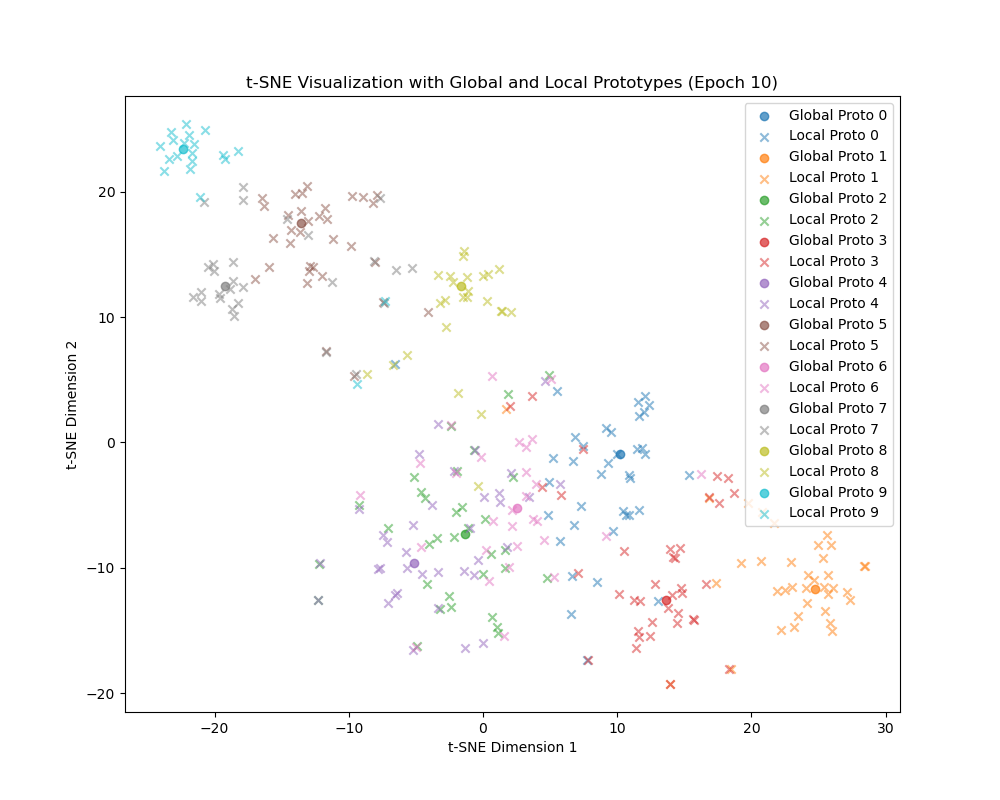 t-SNE Visualization with Global and Local Prototypes (Epoch 10)
Global Proto 0
Local Proto 0
Global Proto 1
Local Proto 1
Global Proto 2
Local Proto 2
Global Proto 3
Local Proto 3
Global Proto 4
Local Proto 4
Global Proto 5
Local Proto 5
Global Proto 6
Local Proto 6
Global Proto 7
Local Proto 7
Global Proto 8
Local Proto 8
Global Proto 9
Local Proto 9
t-SNE Dimension 2
20
10
0
−10
−20
−20 −10 0 10 20 30
t-SNE Dimension 1